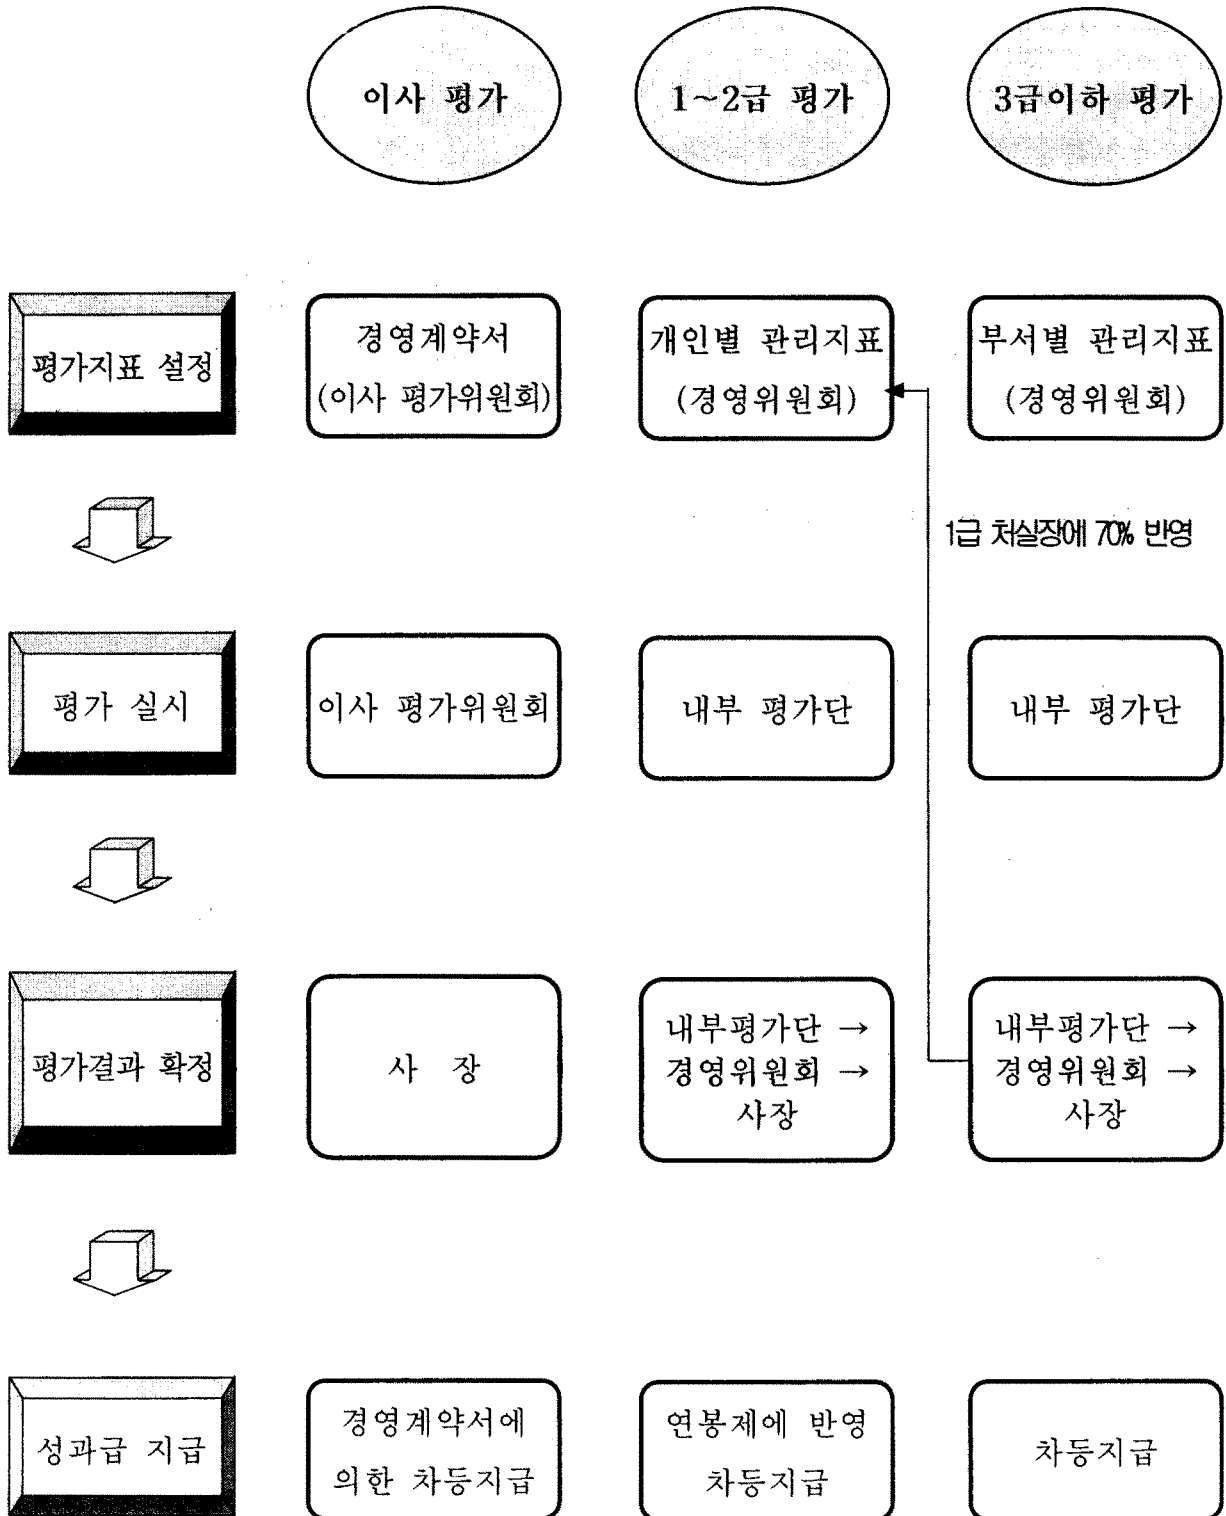 이사 평가
1~2급 평가
3급이하 평가
평가지표 설정
경영계약서
(이사 평가위원회)
개인별 관리지표
(경영위원회)
부서별 관리지표
(경영위원회)
1급 처실장에 70% 반영
평가 실시
이사 평가위원회
내부 평가단
내부 평가단
평가결과 확정
사 장
내부평가단 →
경영위원회 →
사장
내부평가단 →
경영위원회 →
사장
성과급 지급
경영계약서에
의한 차등지급
연봉제에 반영
차등지급
차등지급